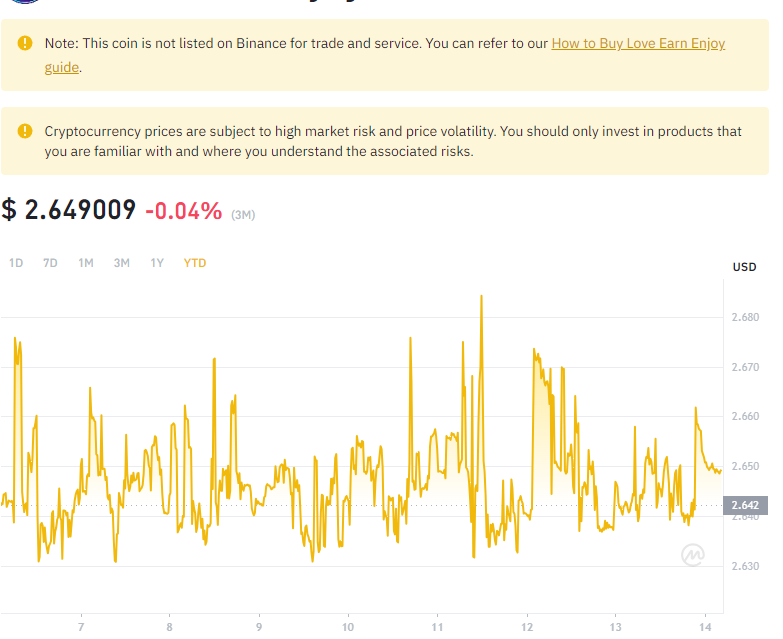 Note: This coin is not listed on Binance for trade and service. You can refer to our How to Buy Love Earn Enjoy
guide.
Cryptocurrency prices are subject to high market risk and price volatility. You should only invest in products that
you are familiar with and where you understand the associated risks.
$ 2.649009 -0.04% (3M)
1D 7D 1M 3M 1Y YTD
USD
2.680
2.670
2.660
2.650
2.642
2.640
2.630
7 8 9 10 11 12 13 14